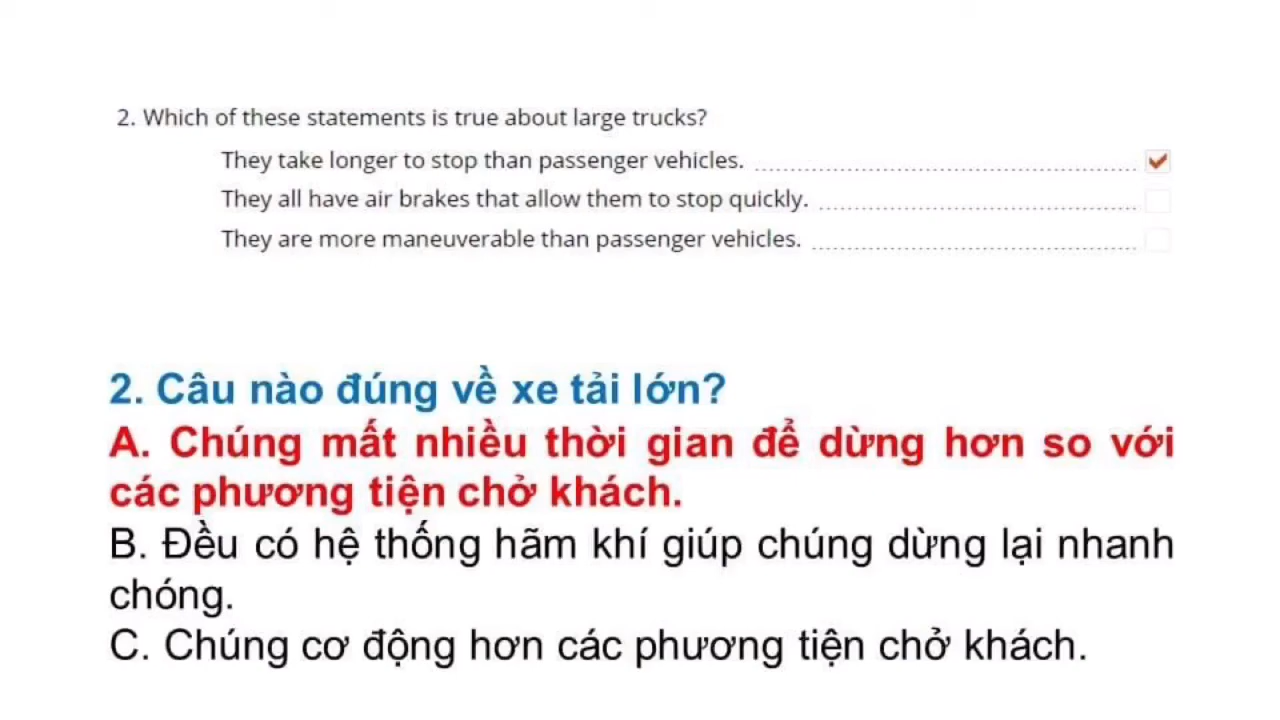 2. Which of these statements is true about large trucks?
They take longer to stop than passenger vehicles.
They all have air brakes that allow them to stop quickly.
They are more maneuverable than passenger vehicles.
2. Câu nào đúng về xe tải lớn?
A. Chúng mất nhiều thời gian để dừng hơn so với
các phương tiện chở khách.
B. Đều có hệ thống hãm khí giúp chúng dừng lại nhanh
chóng.
C. Chúng cơ động hơn các phương tiện chở khách.